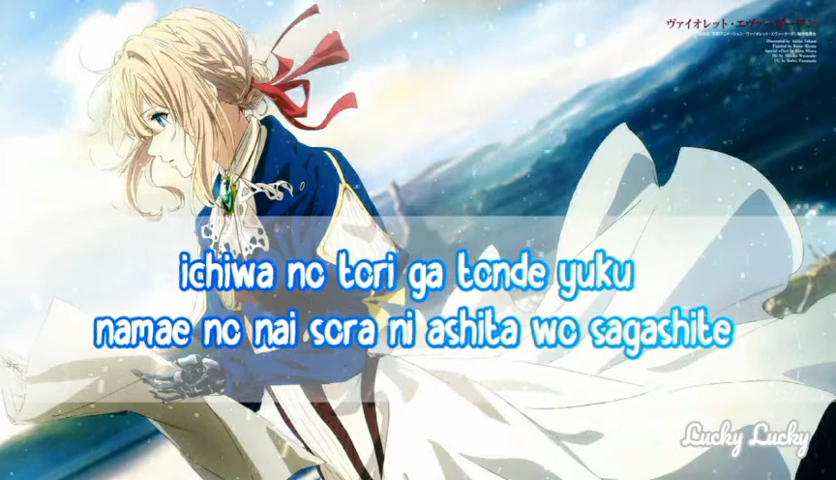 ヴァイオレット・エヴァーガーデン
ichiwa no tori ga tonde yuku
namae no nai sora ni ashita wo sagashite
Lucky Lucky